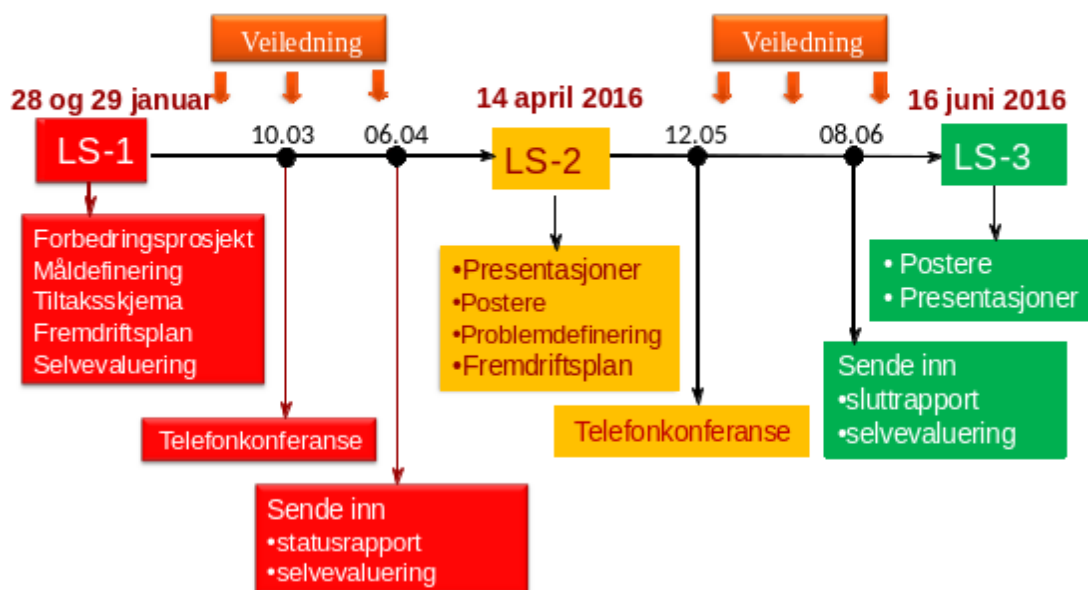 Veiledning
Veiledning
28 og 29 januar
14 april 2016
16 juni 2016
LS-1
10.03
06.04
LS-2
12.05
08.06
LS-3
Forbedringsprosjekt
Måldefinering
Tiltaksskjema
Fremdriftsplan
Selvevaluering
•Presentasjoner
•Postere
•Problemdefinering
•Fremdriftsplan
• Postere
• Presentasjoner
Telefonkonferanse
Telefonkonferanse
Sende inn
•sluttrapport
•selvevaluering
Sende inn
•statusrapport
•selvevaluering